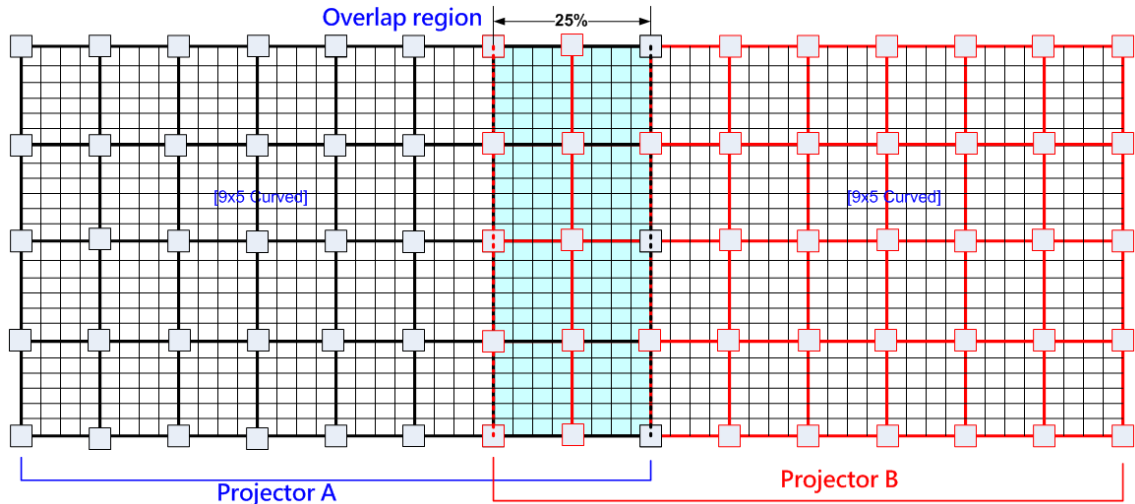 Overlap region
25%
[9x5 Curved]
[9x5 Curved]
Projector A
Projector B